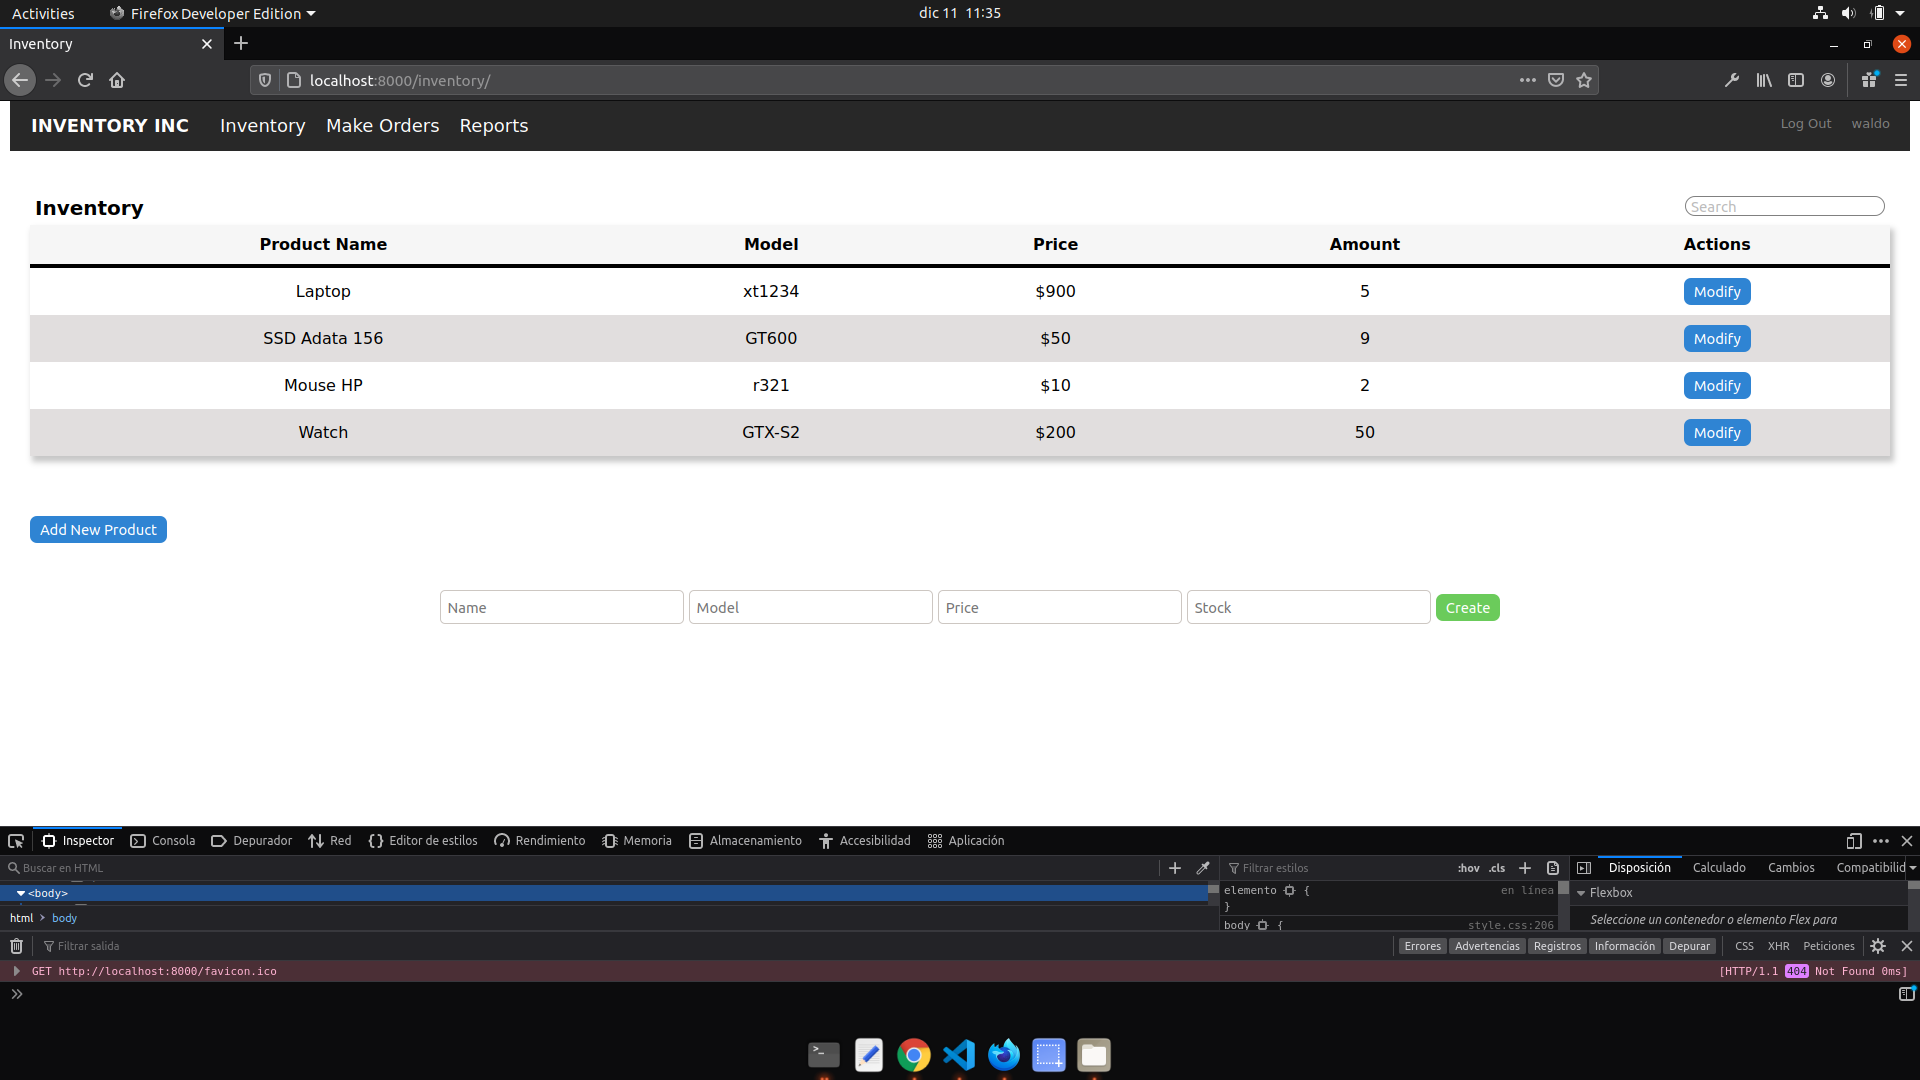 Activities Firefox Developer Edition dic 11 11:35
Inventory
localhost:8000/inventory/
INVENTORY INC Inventory Make Orders Reports Log Out waldo
Inventory Search
Product Name Model Price Amount Actions
Laptop xt1234 $900 5 Modify
SSD Adata 156 GT600 $50 9 Modify
Mouse HP r321 $10 2 Modify
Watch GTX-S2 $200 50 Modify
Add New Product
Name Model Price Stock Create
Inspector Consola Depurador Red Editor de estilos Rendimiento Memoria Almacenamiento Accesibilidad Aplicación
Buscar en HTML Filtrar estilos :hov .cls Disposición Calculado Cambios Compatibilid
<body> elemento { en línea Flexbox
}
html > body body { style.css:206 Seleccione un contenedor o elemento Flex para
Filtrar salida Errores Advertencias Registros Información Depurar CSS XHR Peticiones
GET http://localhost:8000/favicon.ico [HTTP/1.1 404 Not Found 0ms]